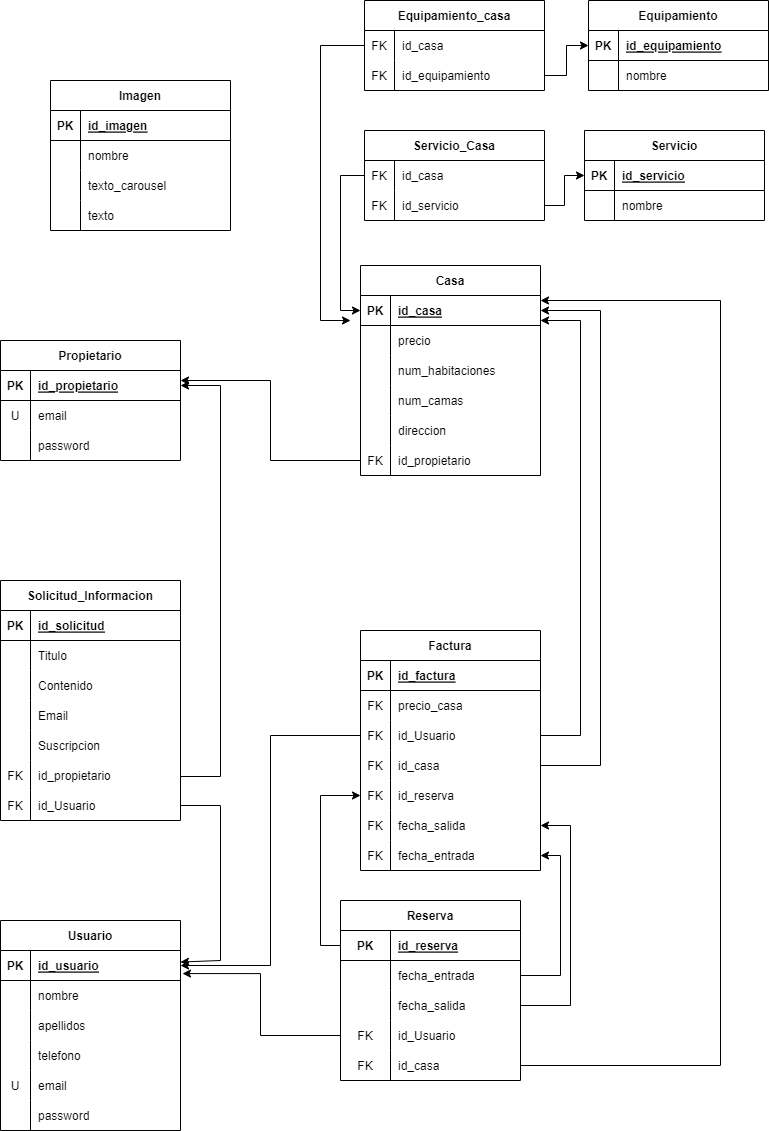 Equipamiento_casa
FK id_casa
FK id_equipamiento
Equipamiento
PK id_equipamiento
nombre
Imagen
PK id_imagen
nombre
texto_carousel
texto
Servicio_Casa
FK id_casa
FK id_servicio
Servicio
PK id_servicio
nombre
Casa
PK id_casa
precio
num_habitaciones
num_camas
direccion
FK id_propietario
Propietario
PK id_propietario
U email
password
Solicitud_Informacion
PK id_solicitud
Titulo
Contenido
Email
Suscripcion
FK id_propietario
FK id_Usuario
Factura
PK id_factura
FK precio_casa
FK id_Usuario
FK id_casa
FK id_reserva
FK fecha_salida
FK fecha_entrada
Reserva
PK id_reserva
fecha_entrada
fecha_salida
FK id_Usuario
FK id_casa
Usuario
PK id_usuario
nombre
apellidos
telefono
U email
password